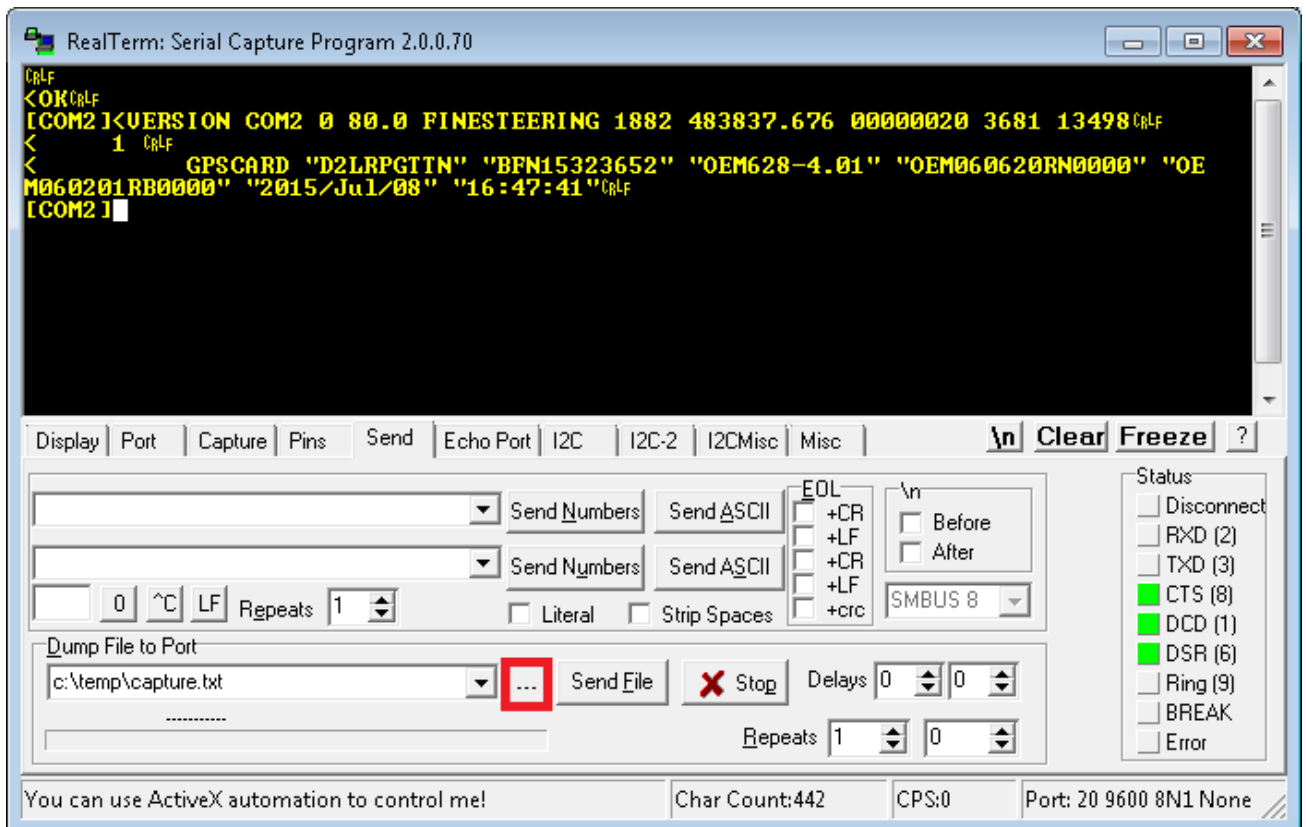 RealTerm: Serial Capture Program 2.0.0.70
CRLF
<OKCRLF
[COM2]<VERSION COM2 0 80.0 FINESTEERING 1882 483837.676 00000020 3681 13498CRLF
< 1 CRLF
< GPSCARD "D2LRPGTTN" "BFN15323652" "OEM628-4.01" "OEM060620RN0000" "OE
M060201RB0000" "2015/Jul/08" "16:47:41"CRLF
[COM2]
Display Port Capture Pins Send Echo Port I2C I2C-2 I2CMisc Misc \n Clear Freeze ?
Send Numbers Send ASCII
Send Numbers Send ASCII
0 ^C LF Repeats 1
Literal Strip Spaces
EOL
+CR
+LF
+CR
+LF
+crc
\n
Before
After
SMBUS 8
Dump File to Port
c:\temp\capture.txt ... Send File Stop Delays 0 0
-----------
Repeats 1 0
Status
Disconnect
RXD (2)
TXD (3)
CTS (8)
DCD (1)
DSR (6)
Ring (9)
BREAK
Error
You can use ActiveX automation to control me! Char Count:442 CPS:0 Port: 20 9600 8N1 None